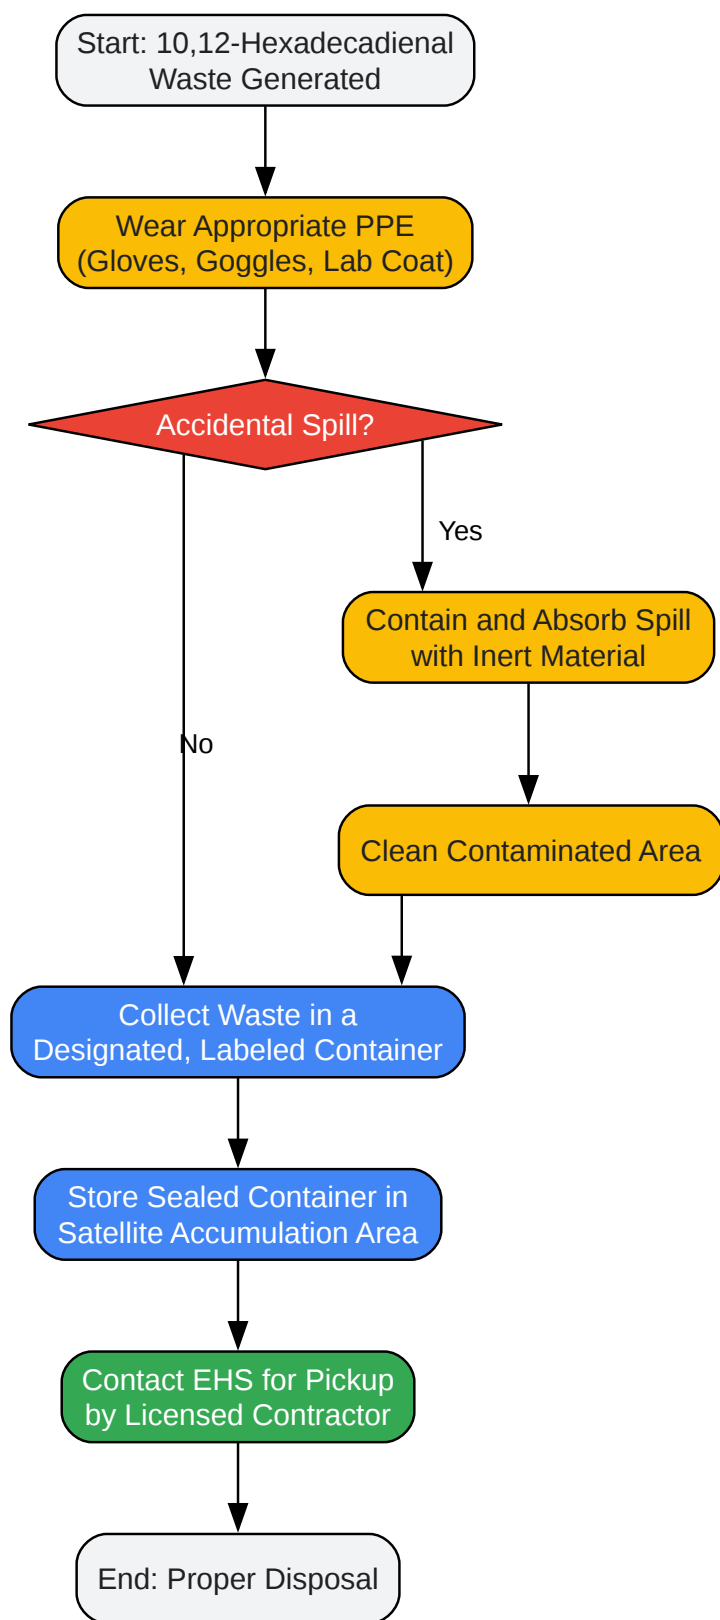 Start: 10,12-Hexadecadienal
Waste Generated
Wear Appropriate PPE
(Gloves, Goggles, Lab Coat)
Accidental Spill?
Yes
Contain and Absorb Spill
with Inert Material
No
Clean Contaminated Area
Collect Waste in a
Designated, Labeled Container
Store Sealed Container in
Satellite Accumulation Area
Contact EHS for Pickup
by Licensed Contractor
End: Proper Disposal